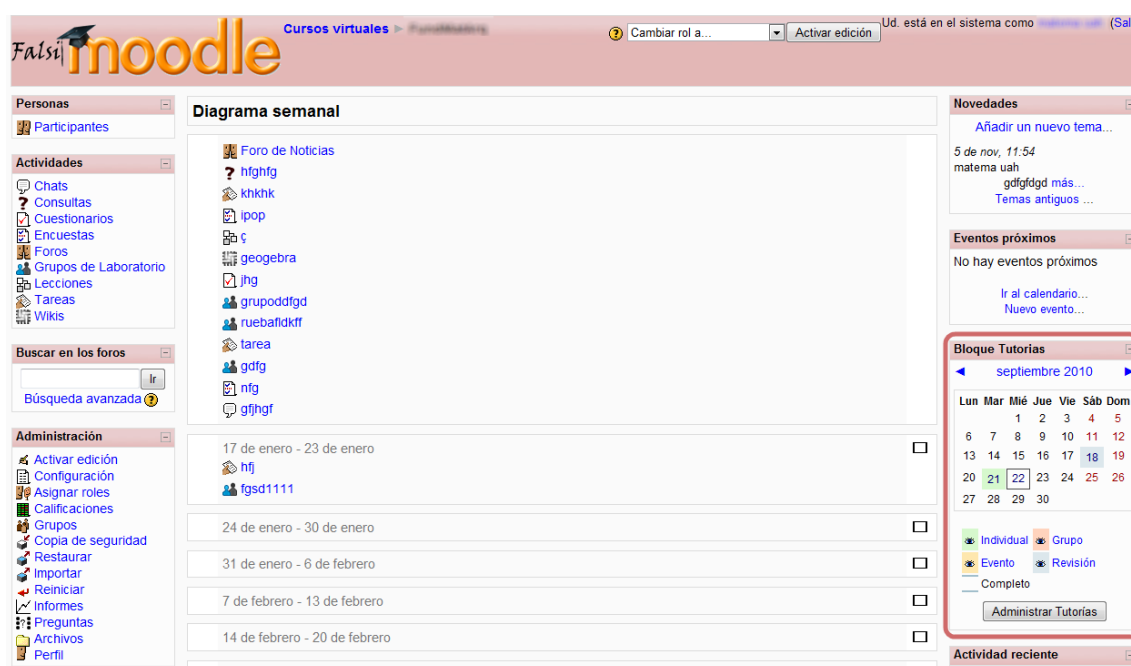 Falsi moodle
Cursos virtuales ►
Cambiar rol a...
Activar edición
Ud. está en el sistema como
(Sal
Personas
Participantes
Actividades
Chats
Consultas
Cuestionarios
Encuestas
Foros
Grupos de Laboratorio
Lecciones
Tareas
Wikis
Buscar en los foros
Ir
Búsqueda avanzada
Administración
Activar edición
Configuración
Asignar roles
Calificaciones
Grupos
Copia de seguridad
Restaurar
Importar
Reiniciar
Informes
Preguntas
Archivos
Perfil
Diagrama semanal
Foro de Noticias
hfghfg
khkhk
ipop
ç
geogebra
jhg
grupoddfgd
ruebafldkff
tarea
gdfg
nfg
gfjhgf
17 de enero - 23 de enero
hfj
fgsd1111
24 de enero - 30 de enero
31 de enero - 6 de febrero
7 de febrero - 13 de febrero
14 de febrero - 20 de febrero
Novedades
Añadir un nuevo tema...
5 de nov, 11:54
matema uah
gdfgfdgd más...
Temas antiguos ...
Eventos próximos
No hay eventos próximos
Ir al calendario...
Nuevo evento...
Bloque Tutorias
◄ septiembre 2010 ►
Lun Mar Mié Jue Vie Sáb Dom
1 2 3 4 5
6 7 8 9 10 11 12
13 14 15 16 17 18 19
20 21 22 23 24 25 26
27 28 29 30
Individual Grupo
Evento Revisión
Completo
Administrar Tutorías
Actividad reciente